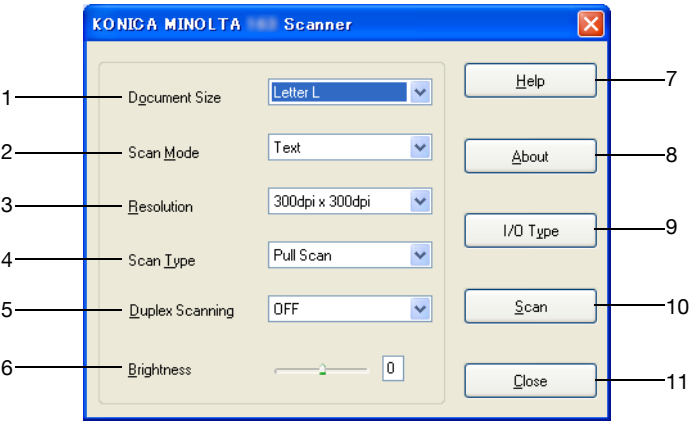 KONICA MINOLTA Scanner
1 Document Size Letter L
2 Scan Mode Text
3 Resolution 300dpi x 300dpi
4 Scan Type Pull Scan
5 Duplex Scanning OFF
6 Brightness 0
Help 7
About 8
I/O Type 9
Scan 10
Close 11